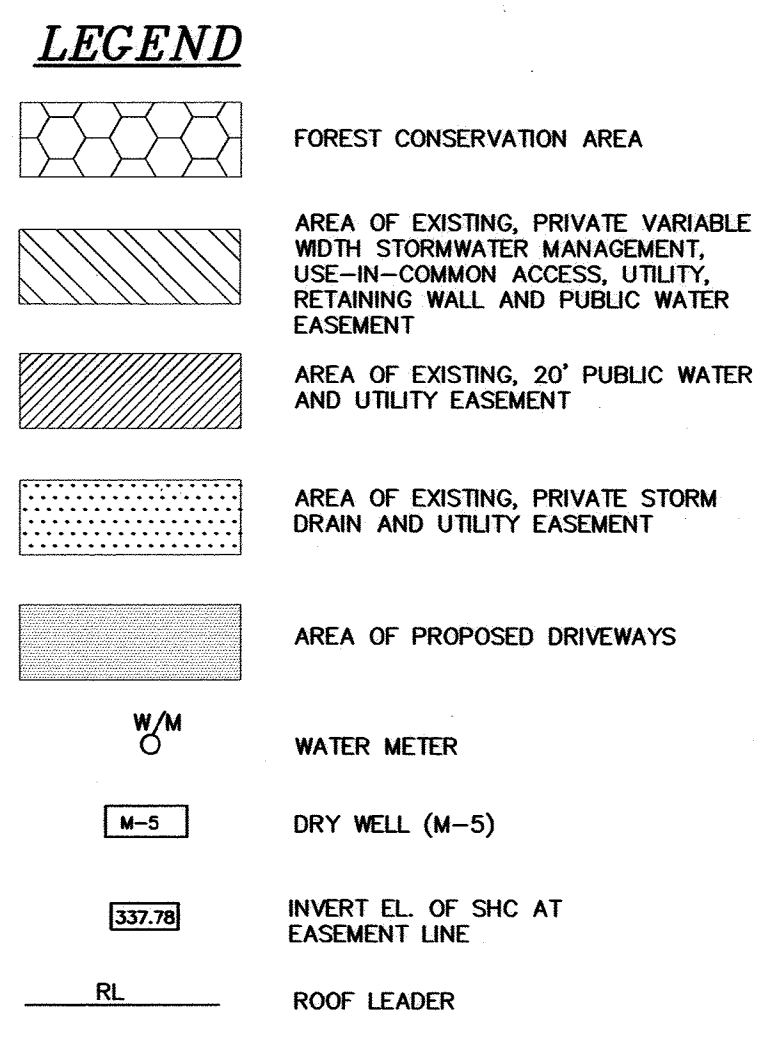 LEGEND
FOREST CONSERVATION AREA
AREA OF EXISTING, PRIVATE VARIABLE
WIDTH STORMWATER MANAGEMENT,
USE-IN-COMMON ACCESS, UTILITY,
RETAINING WALL AND PUBLIC WATER
EASEMENT
AREA OF EXISTING, 20' PUBLIC WATER
AND UTILITY EASEMENT
AREA OF EXISTING, PRIVATE STORM
DRAIN AND UTILITY EASEMENT
AREA OF PROPOSED DRIVEWAYS
W/M
WATER METER
M-5
DRY WELL (M-5)
337.78
INVERT EL. OF SHC AT
EASEMENT LINE
RL
ROOF LEADER